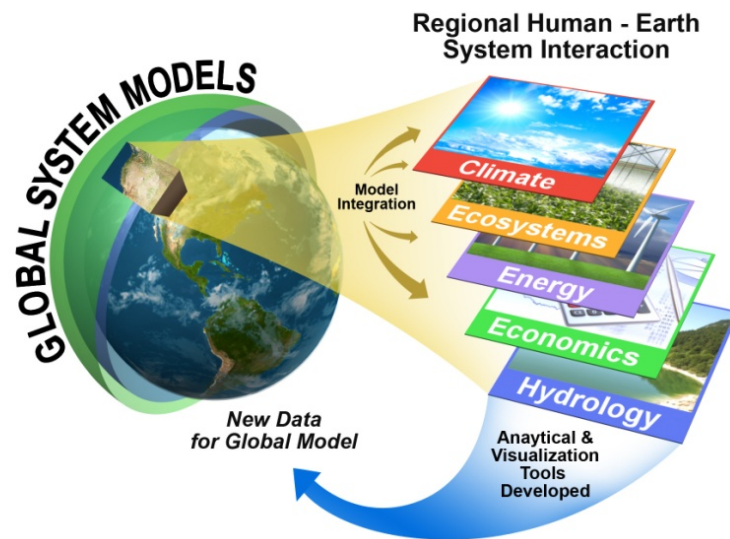 GLOBAL SYSTEM MODELS
Regional Human - Earth
System Interaction
Model
Integration
Climate
Ecosystems
Energy
Economics
Hydrology
New Data
for Global Model
Anaytical &
Visualization
Tools
Developed